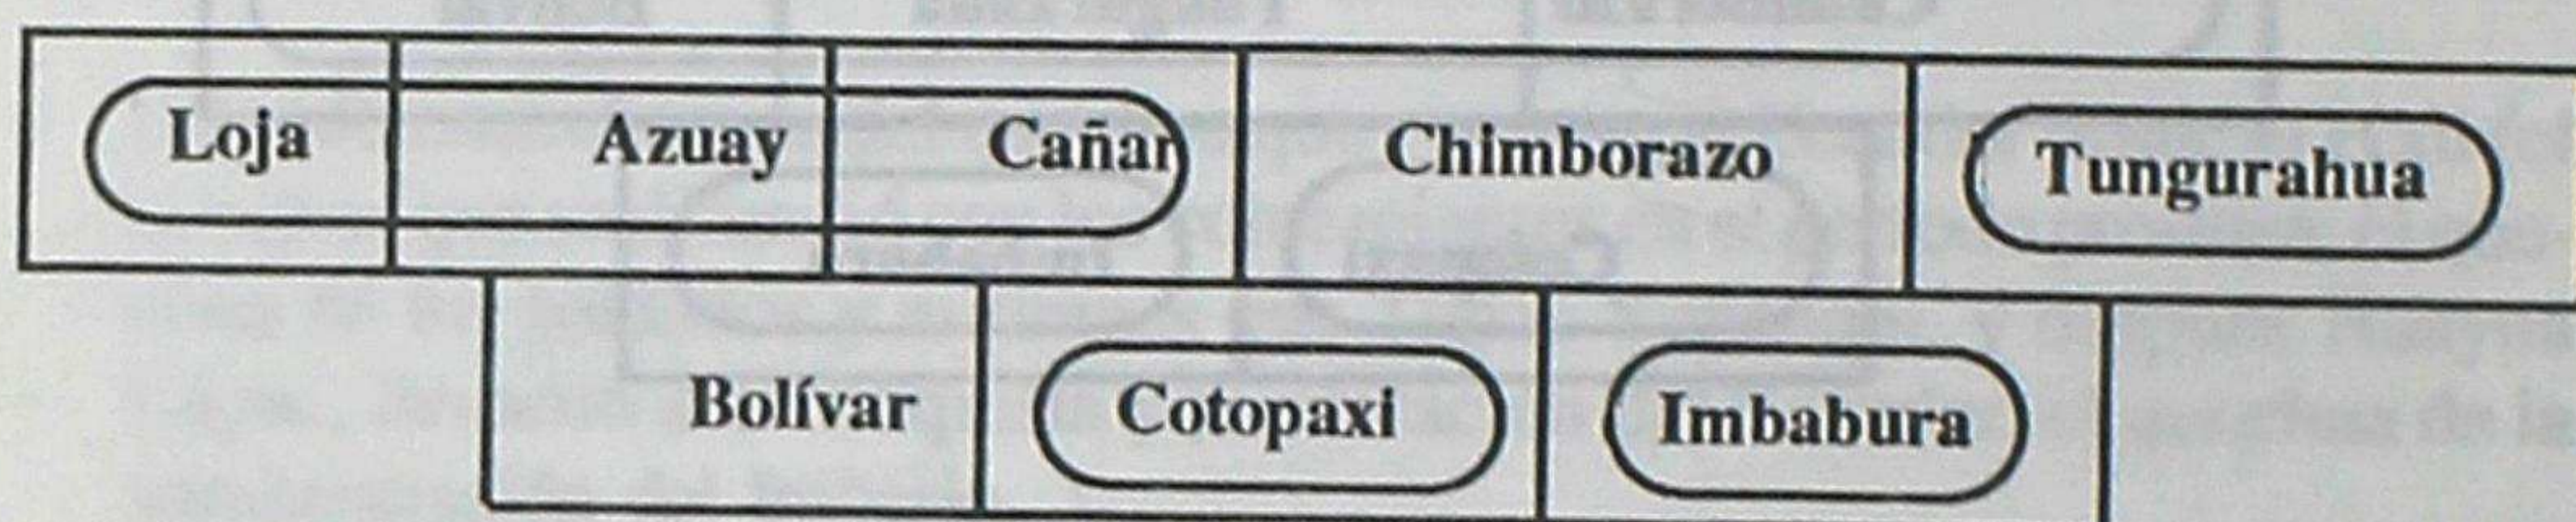 Loja Azuay Cañar Chimborazo Tungurahua
Bolívar Cotopaxi Imbabura